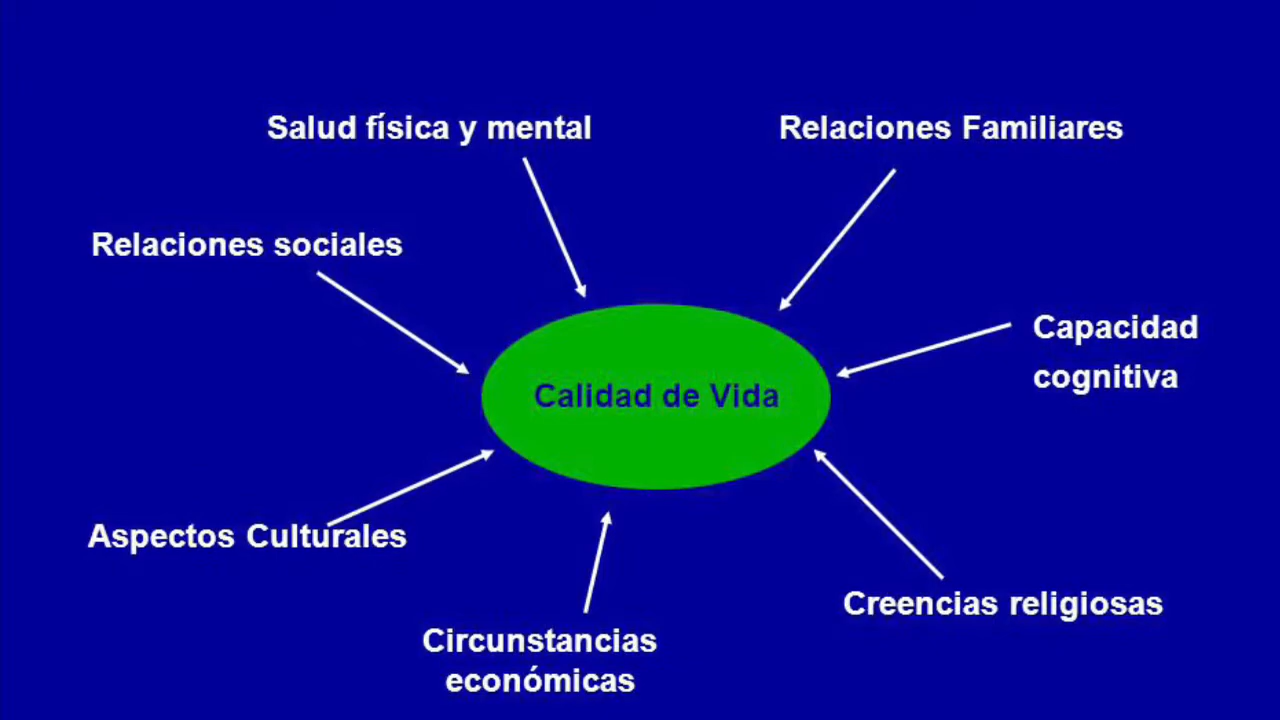 Salud física y mental
Relaciones Familiares
Relaciones sociales
Capacidad
cognitiva
Calidad de Vida
Aspectos Culturales
Creencias religiosas
Circunstancias
económicas